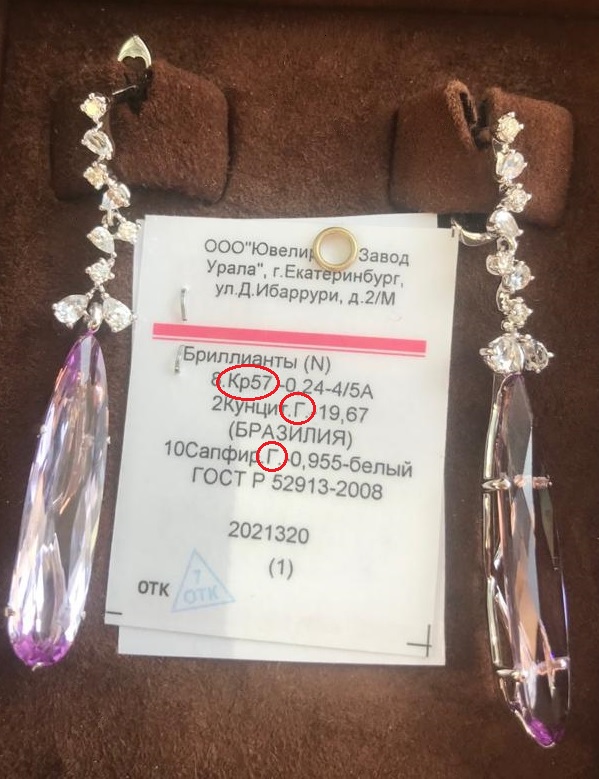 ООО"Ювелир Завод
Урала", г.Екатеринбург,
ул.Д.Ибаррури, д.2/М
Бриллианты (N)
8.Кр57-0,24-4/5А
2Кунцит.Г.-19,67
(БРАЗИЛИЯ)
10Сапфир.Г.-0,955-белый
ГОСТ Р 52913-2008
2021320
(1)
ОТК
1
ОТК